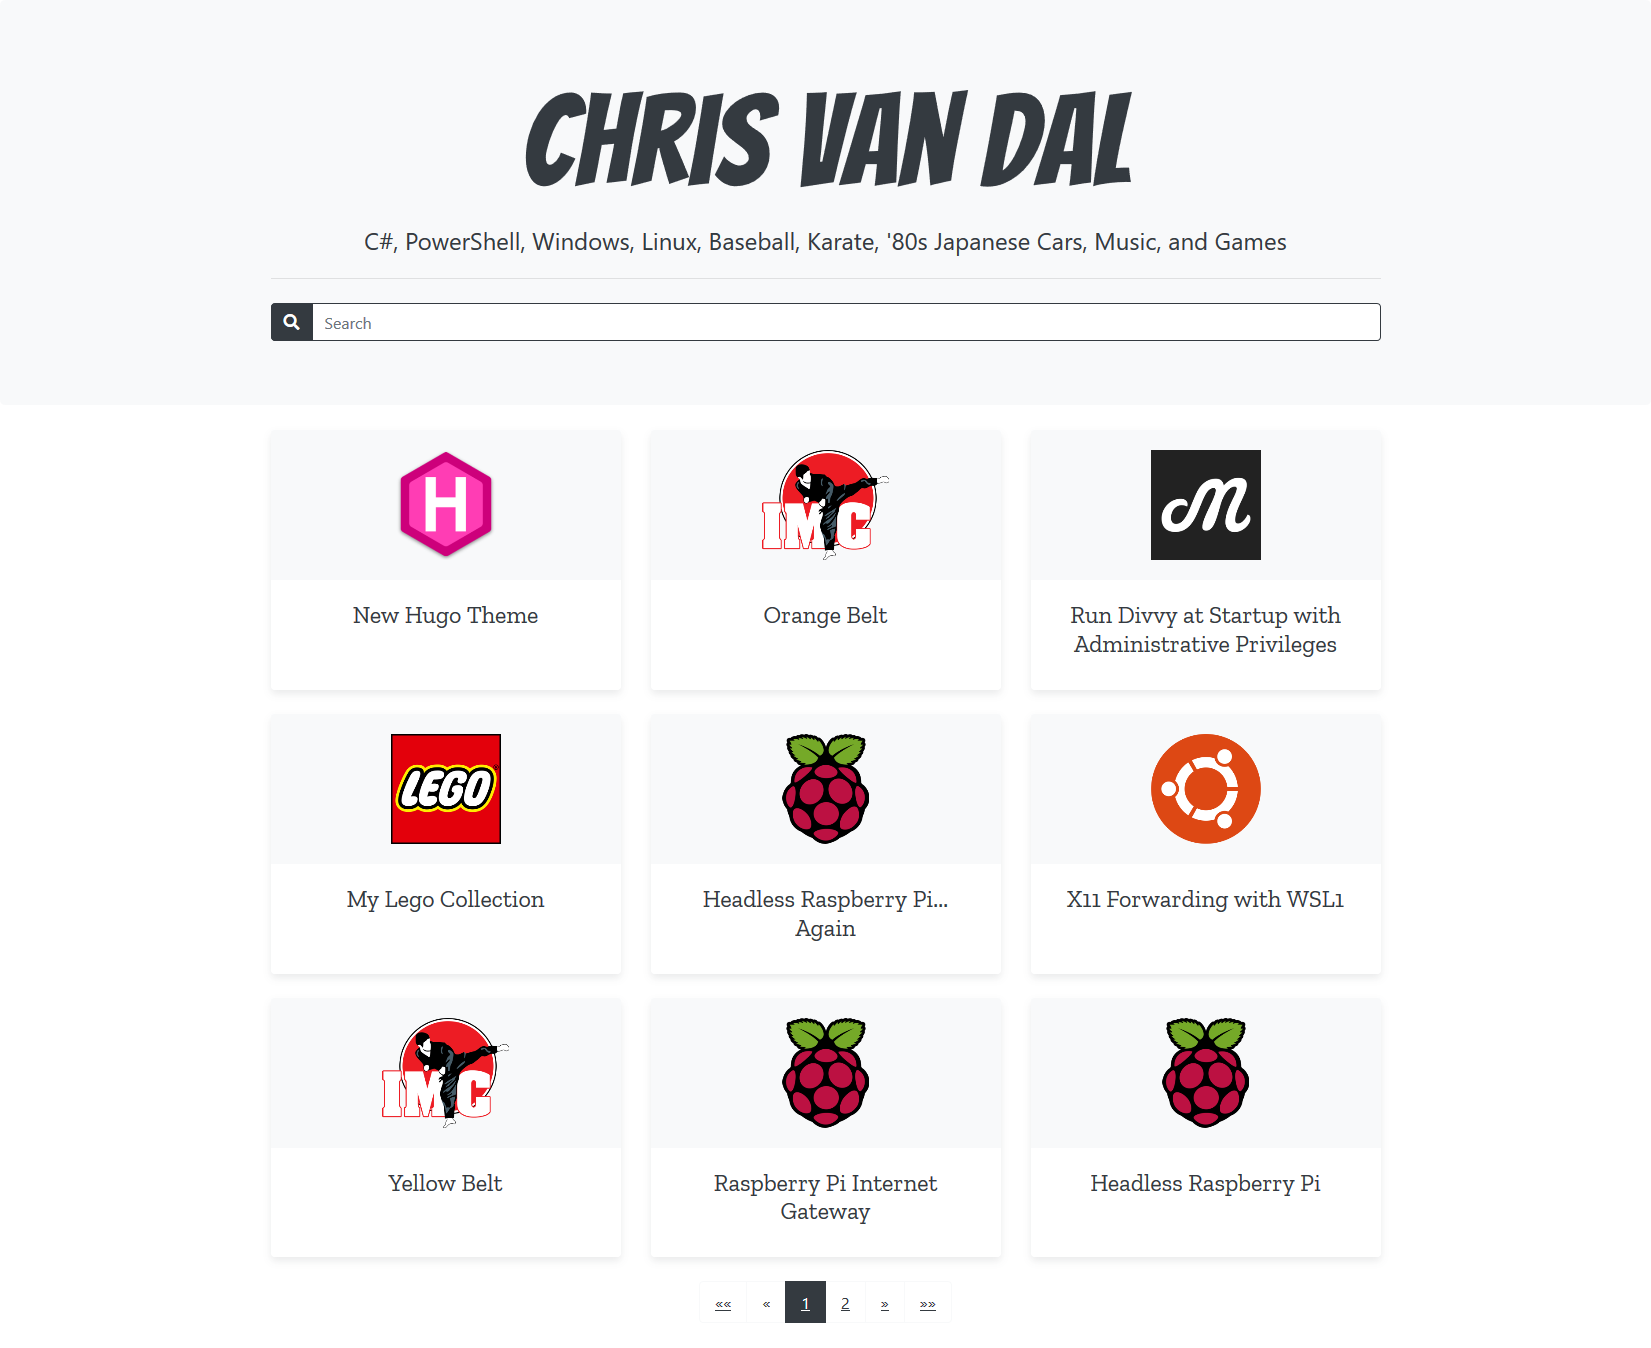 CHRIS VAN DAL
C#, PowerShell, Windows, Linux, Baseball, Karate, '80s Japanese Cars, Music, and Games
Search
H
IMC
M
New Hugo Theme
Orange Belt
Run Divvy at Startup with
Administrative Privileges
LEGO
My Lego Collection
Headless Raspberry Pi...
Again
X11 Forwarding with WSL1
IMC
Yellow Belt
Raspberry Pi Internet
Gateway
Headless Raspberry Pi
«« « 1 2 » »»